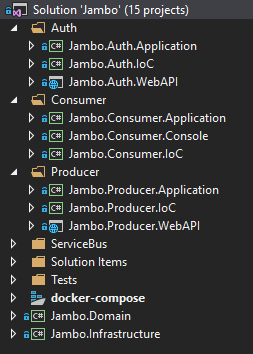 Solution 'Jambo' (15 projects)
Auth
C# Jambo.Auth.Application
C# Jambo.Auth.IoC
Jambo.Auth.WebAPI
Consumer
C# Jambo.Consumer.Application
C# Jambo.Consumer.Console
C# Jambo.Consumer.IoC
Producer
C# Jambo.Producer.Application
C# Jambo.Producer.IoC
Jambo.Producer.WebAPI
ServiceBus
Solution Items
Tests
docker-compose
C# Jambo.Domain
C# Jambo.Infrastructure